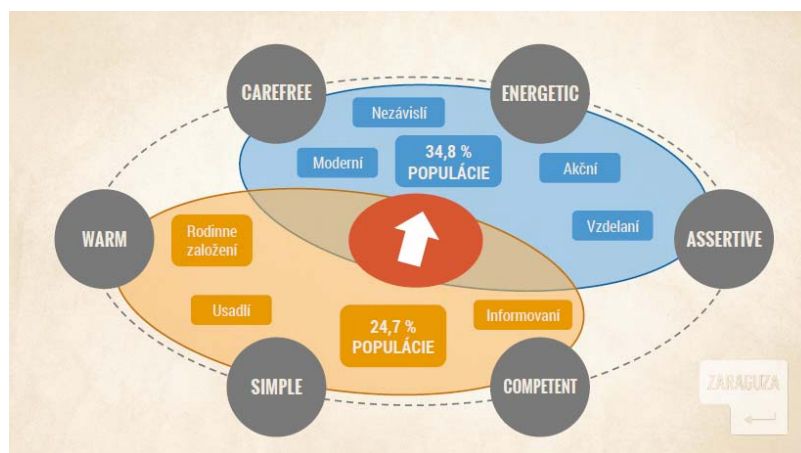 CAREFREE
ENERGETIC
Nezávislí
Moderní
34,8 %
POPULÁCIE
Akční
WARM
Rodinne
založení
Vzdelaní
ASSERTIVE
Usadlí
24,7 %
POPULÁCIE
Informovaní
SIMPLE
COMPETENT
ZARAGUZA